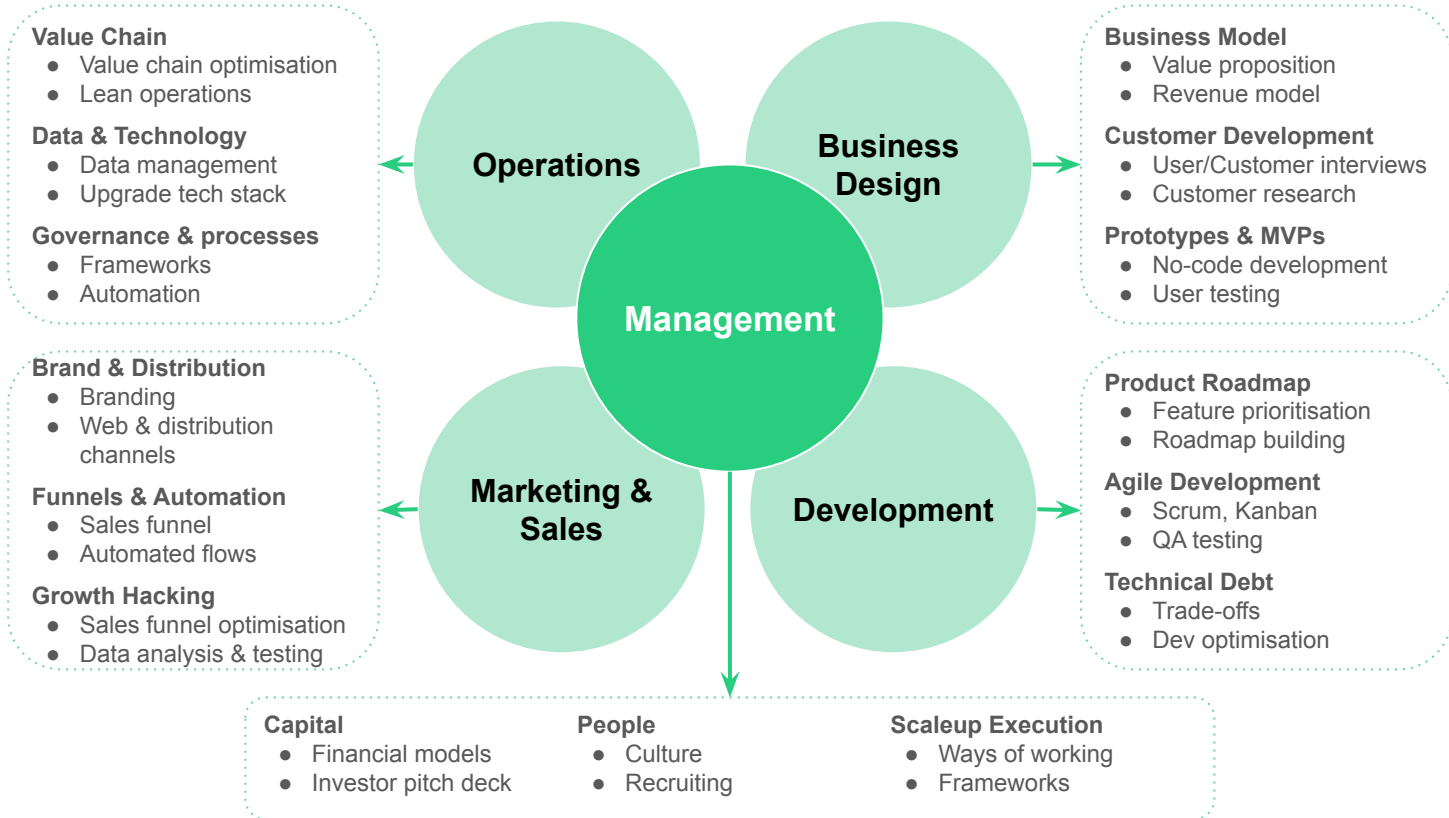 Value Chain
● Value chain optimisation
● Lean operations
Data & Technology
● Data management
● Upgrade tech stack
Governance & processes
● Frameworks
● Automation
Operations
Business
Design
Business Model
● Value proposition
● Revenue model
Customer Development
● User/Customer interviews
● Customer research
Prototypes & MVPs
● No-code development
● User testing
Management
Brand & Distribution
● Branding
● Web & distribution
channels
Funnels & Automation
● Sales funnel
● Automated flows
Growth Hacking
● Sales funnel optimisation
● Data analysis & testing
Marketing &
Sales
Development
Product Roadmap
● Feature prioritisation
● Roadmap building
Agile Development
● Scrum, Kanban
● QA testing
Technical Debt
● Trade-offs
● Dev optimisation
Capital
● Financial models
● Investor pitch deck
People
● Culture
● Recruiting
Scaleup Execution
● Ways of working
● Frameworks